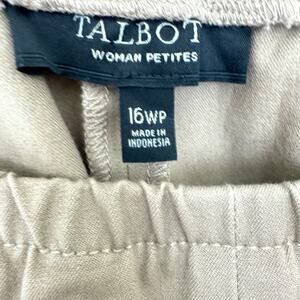 TALBOT
WOMAN PETITES
16WP
MADE IN
INDONESIA